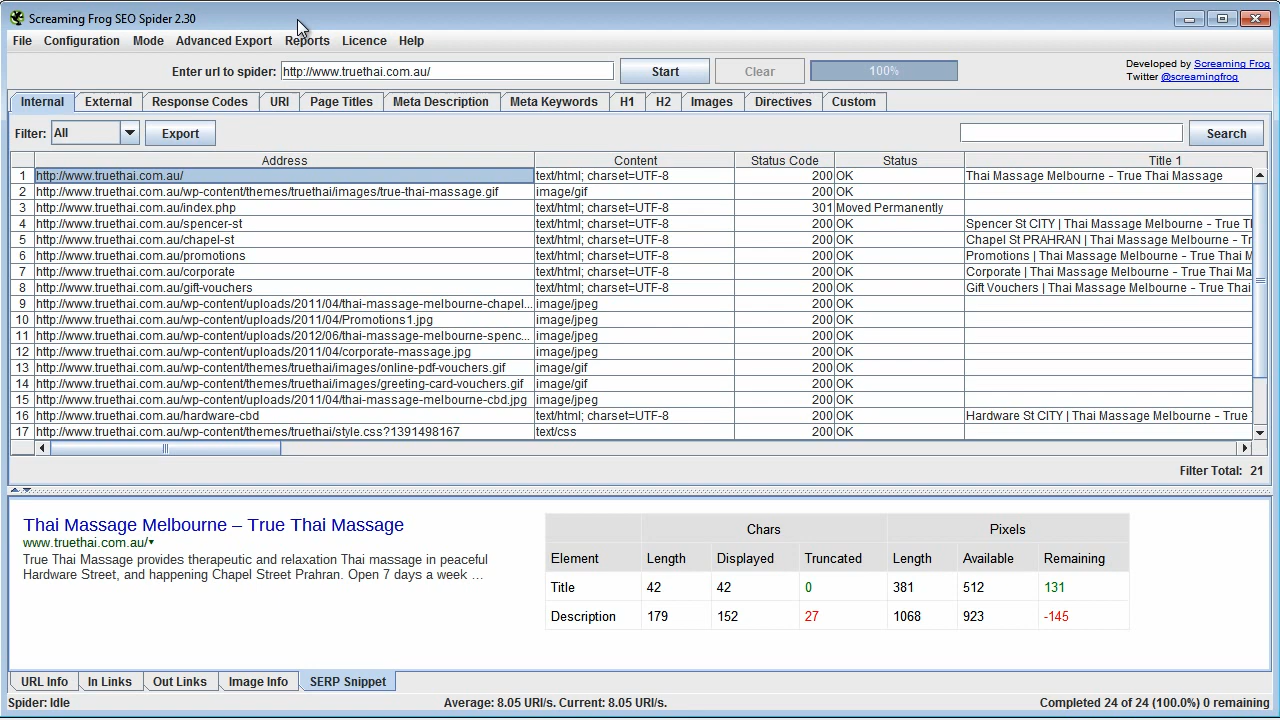 Screaming Frog SEO Spider 2.30
File Configuration Mode Advanced Export Reports Licence Help
Enter url to spider: http://www.truethai.com.au/ Start Clear 100%
Developed by Screaming Frog
Twitter @screamingfrog
Internal External Response Codes URI Page Titles Meta Description Meta Keywords H1 H2 Images Directives Custom
Filter: All Export Search
Address Content Status Code Status Title 1
1 http://www.truethai.com.au/ text/html; charset=UTF-8 200 OK Thai Massage Melbourne – True Thai Massage
2 http://www.truethai.com.au/wp-content/themes/truethai/images/true-thai-massage.gif image/gif 200 OK
3 http://www.truethai.com.au/index.php text/html; charset=UTF-8 301 Moved Permanently
4 http://www.truethai.com.au/spencer-st text/html; charset=UTF-8 200 OK Spencer St CITY | Thai Massage Melbourne – True Tl
5 http://www.truethai.com.au/chapel-st text/html; charset=UTF-8 200 OK Chapel St PRAHRAN | Thai Massage Melbourne – Tr
6 http://www.truethai.com.au/promotions text/html; charset=UTF-8 200 OK Promotions | Thai Massage Melbourne – True Thai Ma
7 http://www.truethai.com.au/corporate text/html; charset=UTF-8 200 OK Corporate | Thai Massage Melbourne – True Thai Ma
8 http://www.truethai.com.au/gift-vouchers text/html; charset=UTF-8 200 OK Gift Vouchers | Thai Massage Melbourne – True Thai
9 http://www.truethai.com.au/wp-content/uploads/2011/04/thai-massage-melbourne-chapel... image/jpeg 200 OK
10 http://www.truethai.com.au/wp-content/uploads/2011/04/Promotions1.jpg image/jpeg 200 OK
11 http://www.truethai.com.au/wp-content/uploads/2012/06/thai-massage-melbourne-spenc... image/jpeg 200 OK
12 http://www.truethai.com.au/wp-content/uploads/2011/04/corporate-massage.jpg image/jpeg 200 OK
13 http://www.truethai.com.au/wp-content/themes/truethai/images/online-pdf-vouchers.gif image/gif 200 OK
14 http://www.truethai.com.au/wp-content/themes/truethai/images/greeting-card-vouchers.gif image/gif 200 OK
15 http://www.truethai.com.au/wp-content/uploads/2011/04/thai-massage-melbourne-cbd.jpg image/jpeg 200 OK
16 http://www.truethai.com.au/hardware-cbd text/html; charset=UTF-8 200 OK Hardware St CITY | Thai Massage Melbourne – True
17 http://www.truethai.com.au/wp-content/themes/truethai/style.css?1391498167 text/css 200 OK
Filter Total: 21
Thai Massage Melbourne – True Thai Massage
www.truethai.com.au/
True Thai Massage provides therapeutic and relaxation Thai massage in peaceful
Hardware Street, and happening Chapel Street Prahran. Open 7 days a week ...
Chars Pixels
Element Length Displayed Truncated Length Available Remaining
Title 42 42 0 381 512 131
Description 179 152 27 1068 923 -145
URL Info In Links Out Links Image Info SERP Snippet
Spider: Idle Average: 8.05 URI/s. Current: 8.05 URI/s. Completed 24 of 24 (100.0%) 0 remaining